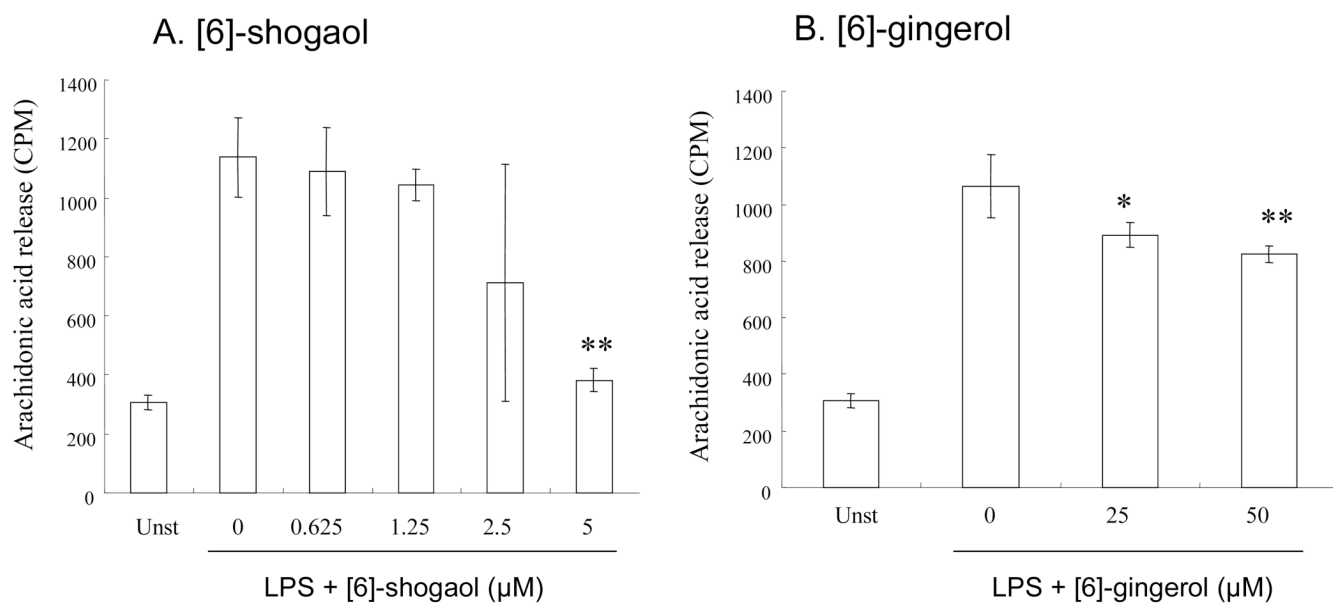 A. [6]-shogaol
Arachidonic acid release (CPM)
1400
1200
1000
800
600
400
200
0
**
Unst 0 0.625 1.25 2.5 5
LPS + [6]-shogaol (μM)
B. [6]-gingerol
Arachidonic acid release (CPM)
1400
1200
1000
800
600
400
200
0
*
**
Unst 0 25 50
LPS + [6]-gingerol (μM)